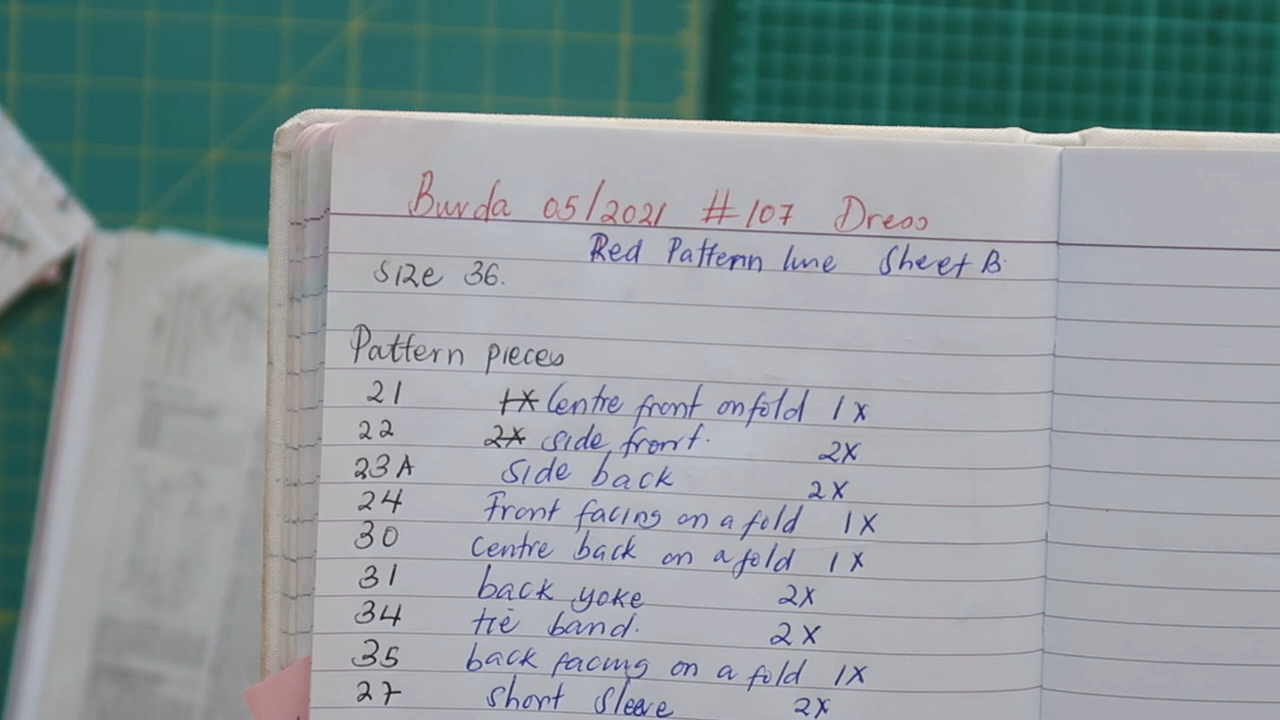 Burda 05/2021 #107 Dress
Red Pattern line Sheet B.
Size 36.
Pattern pieces
21 1x Centre front on fold 1X
22 2x side front. 2X
23A side back 2X
24 Front facing on a fold 1X
30 Centre back on a fold 1X
31 back yoke 2X
34 tie band. 2X
35 back facing on a fold 1X
27 short sleeve 2X